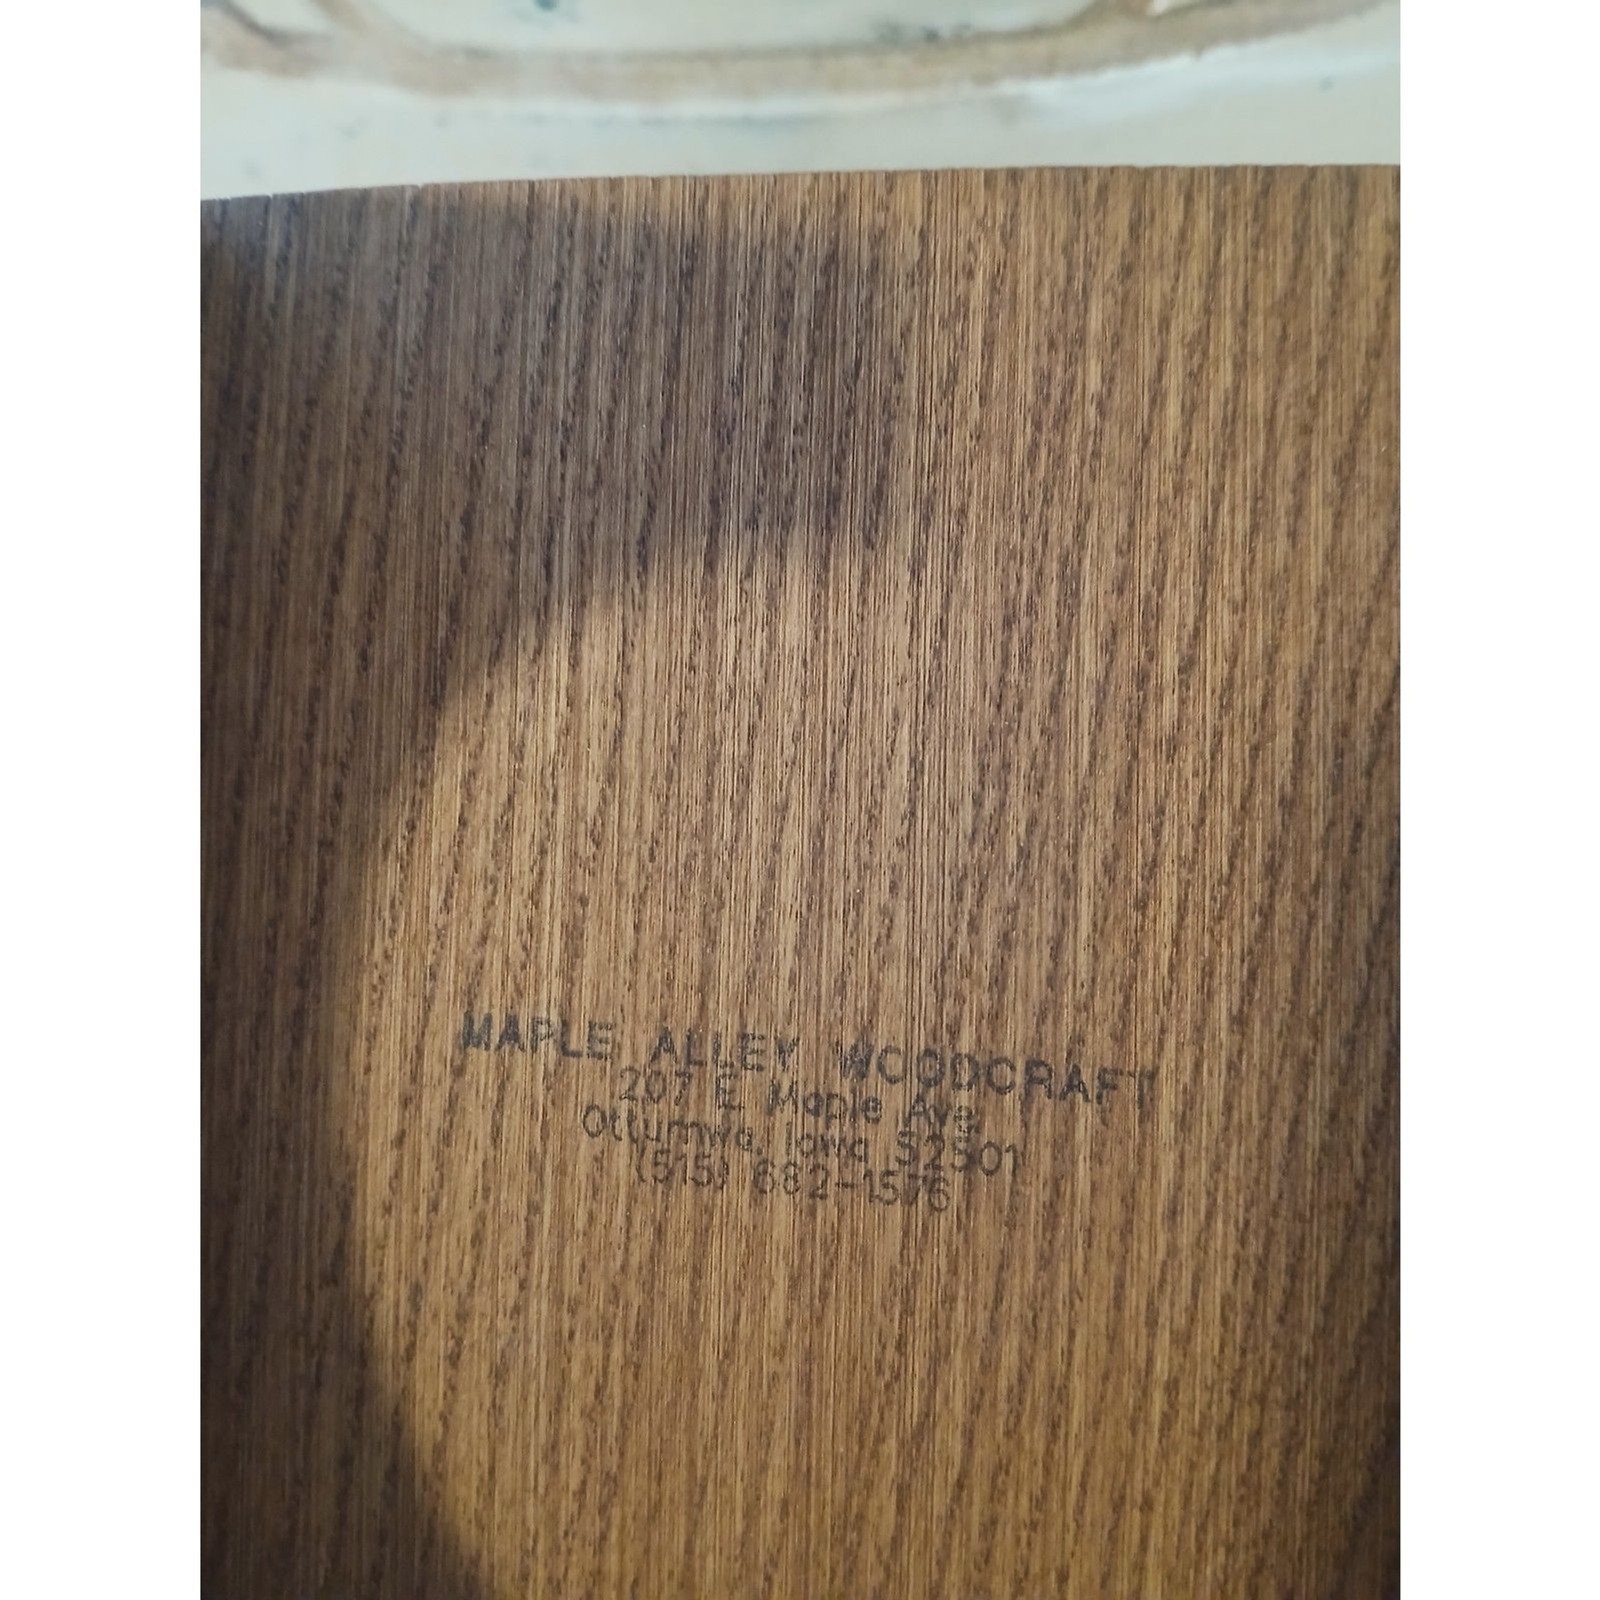 MAPLE ALLEY WOODCRAFT
207 E. Maple Ave.
Ottumwa, Iowa 52501
(515) 682-1576